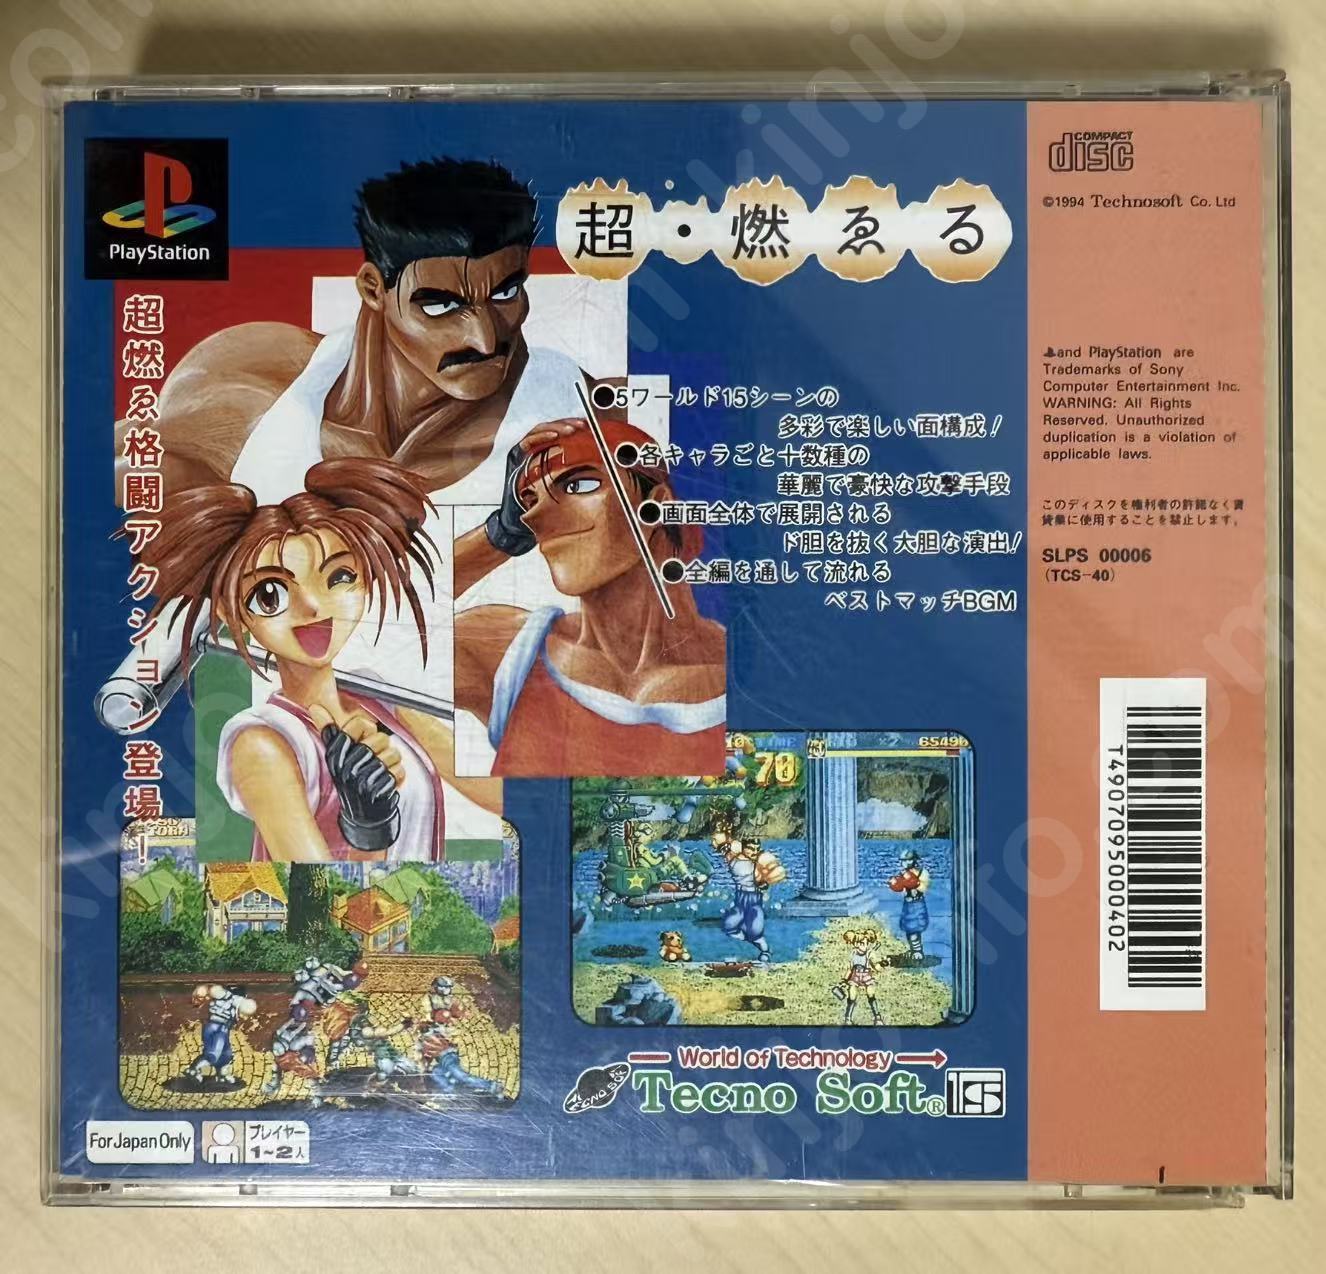 PlayStation
超・燃ゑる
超燃ゑ格闘アクション登場！
●5ワールド15シーンの
多彩で楽しい面構成！
●各キャラごと十数種の
華麗で豪快な攻撃手段
●画面全体で展開される
ド胆を抜く大胆な演出！
●全編を通して流れる
ベストマッチBGM
TIME
65496
70
World of Technology
Tecno Soft®
For Japan Only
プレイヤー
1~2人
COMPACT
disc
©1994 Technosoft Co. Ltd
and PlayStation are
Trademarks of Sony
Computer Entertainment Inc.
WARNING: All Rights
Reserved. Unauthorized
duplication is a violation of
applicable laws.
このディスクを権利者の許諾なく賃
貸業に使用することを禁止します。
SLPS 00006
(TCS-40)
T4907095000402